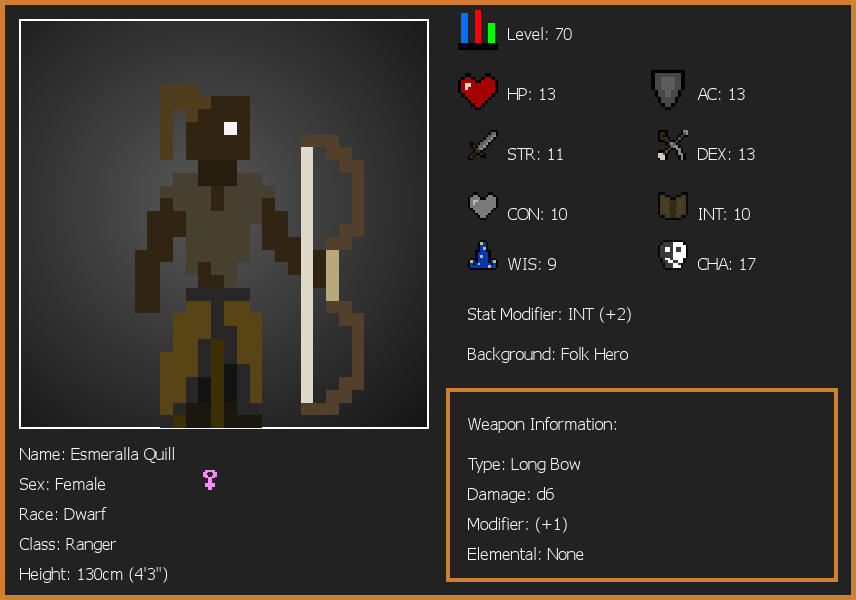 Level: 70
HP: 13
AC: 13
STR: 11
DEX: 13
CON: 10
INT: 10
WIS: 9
CHA: 17
Stat Modifier: INT (+2)
Background: Folk Hero
Weapon Information:
Type: Long Bow
Damage: d6
Modifier: (+1)
Elemental: None
Name: Esmeralla Quill
Sex: Female
Race: Dwarf
Class: Ranger
Height: 130cm (4'3")